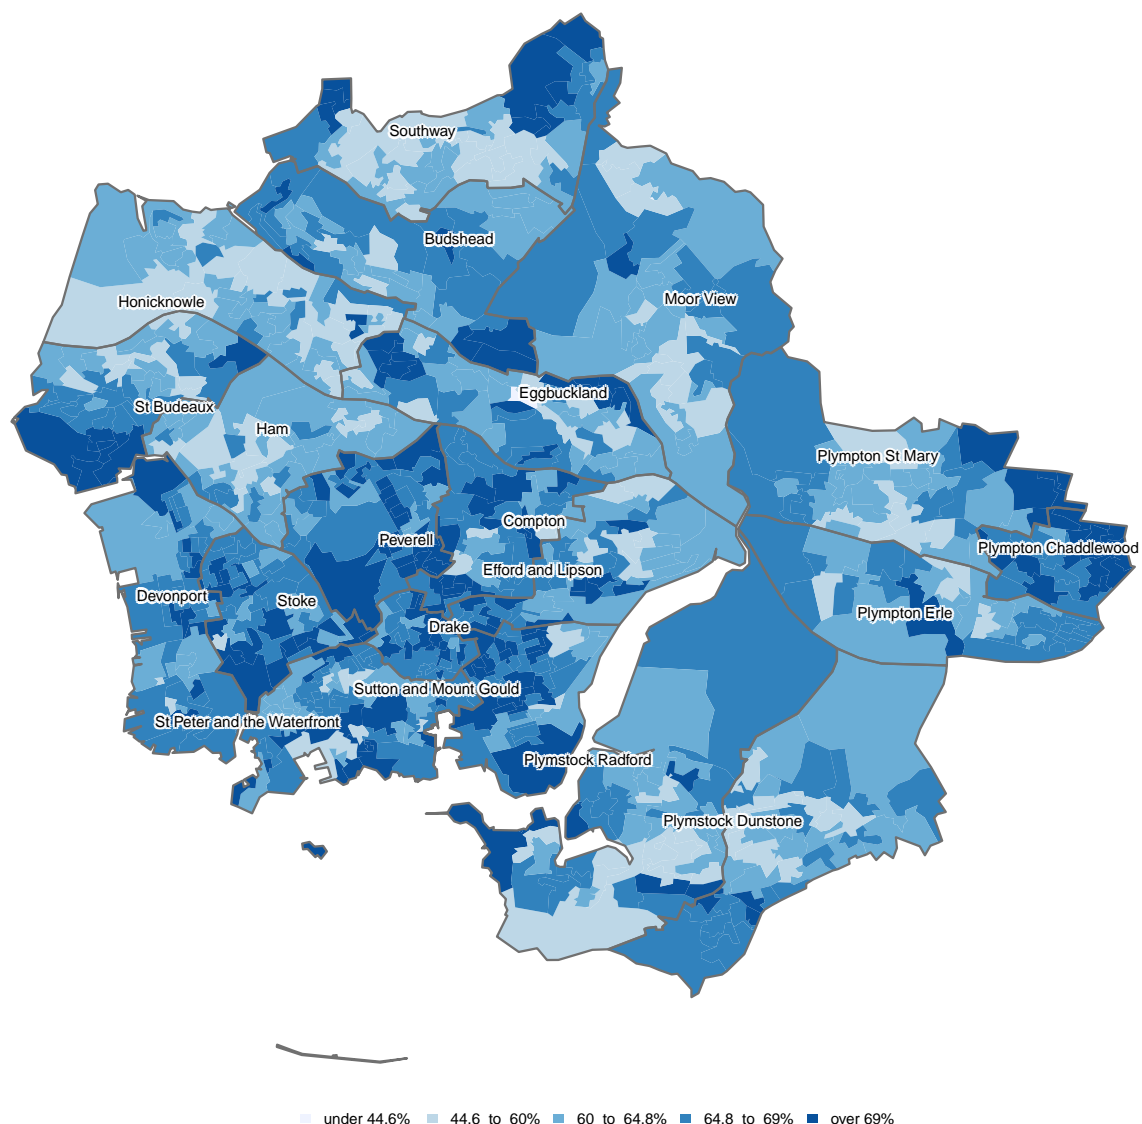 Southway
Budshead
Moor View
Honicknowle
Eggbuckland
St Budeaux
Ham
Plympton St Mary
Compton
Peverell
Plympton Chaddlewood
Efford and Lipson
Devonport
Stoke
Plympton Erle
Drake
Sutton and Mount Gould
St Peter and the Waterfront
Plymstock Radford
Plymstock Dunstone
under 44.6% 44.6 to 60% 60 to 64.8% 64.8 to 69% over 69%